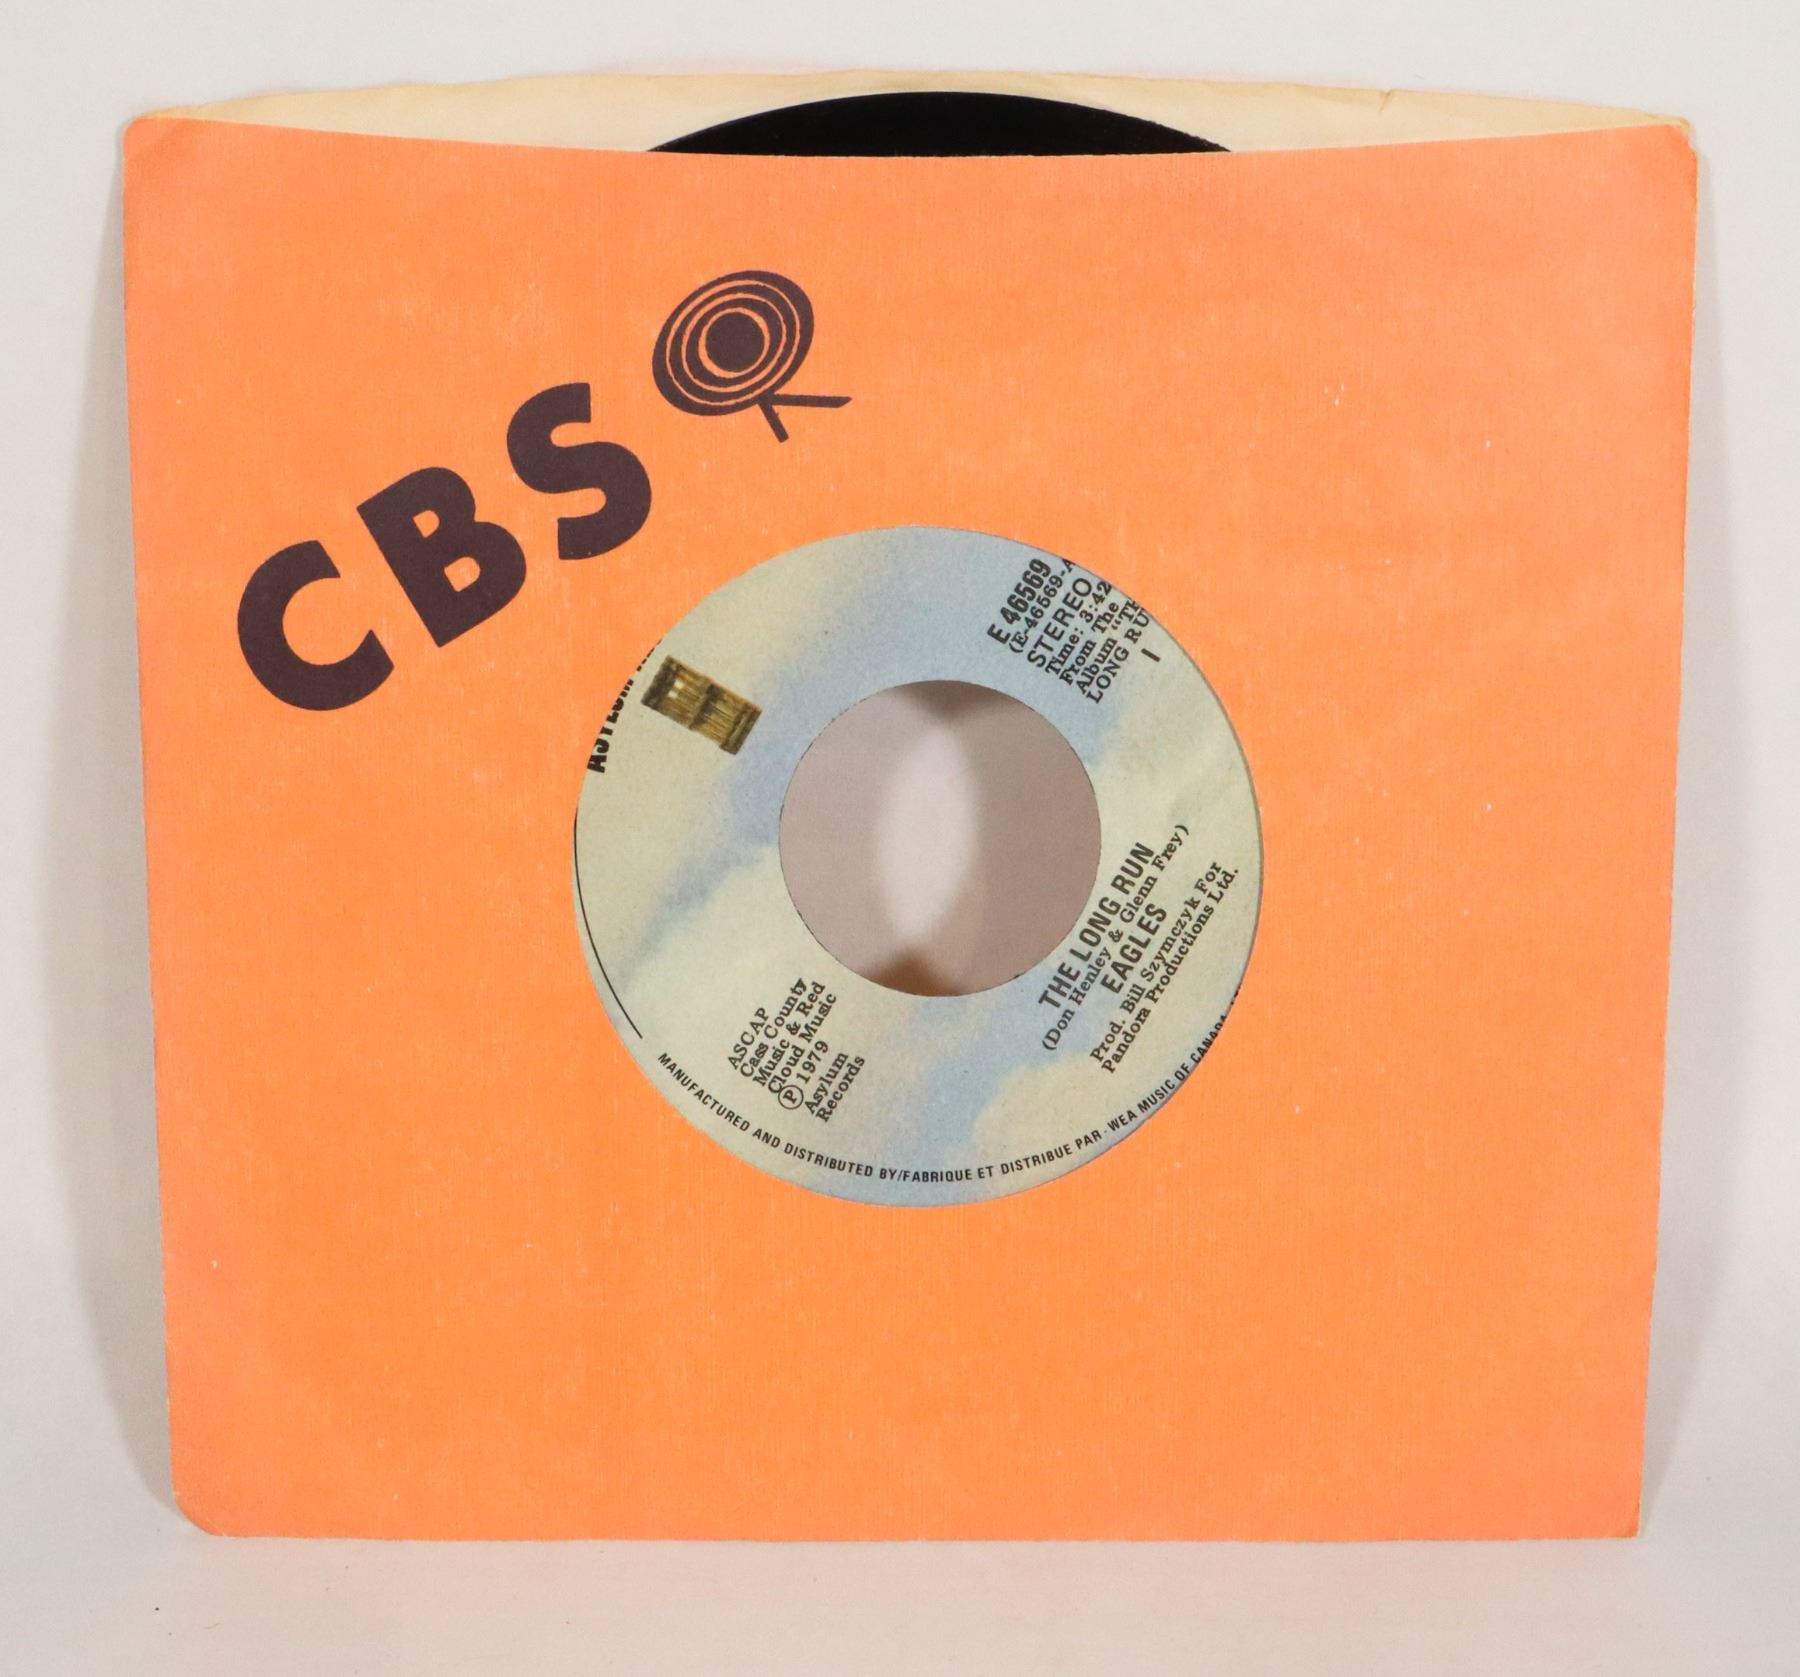 CBS
E 46569
(E-46569-A
STEREO
Time: 3:42
From The
Album "TH
LONG RU
I
THE LONG RUN
(Don Henley & Glenn Frey)
EAGLES
Prod. Bill Szymczyk For
Pandora Productions Ltd.
ASCAP
Cass County
Music & Red
Cloud Music
Ⓟ 1979
Asylum
Records
MANUFACTURED AND DISTRIBUTED BY/FABRIQUE ET DISTRIBUE PAR-WEA MUSIC OF CANADA